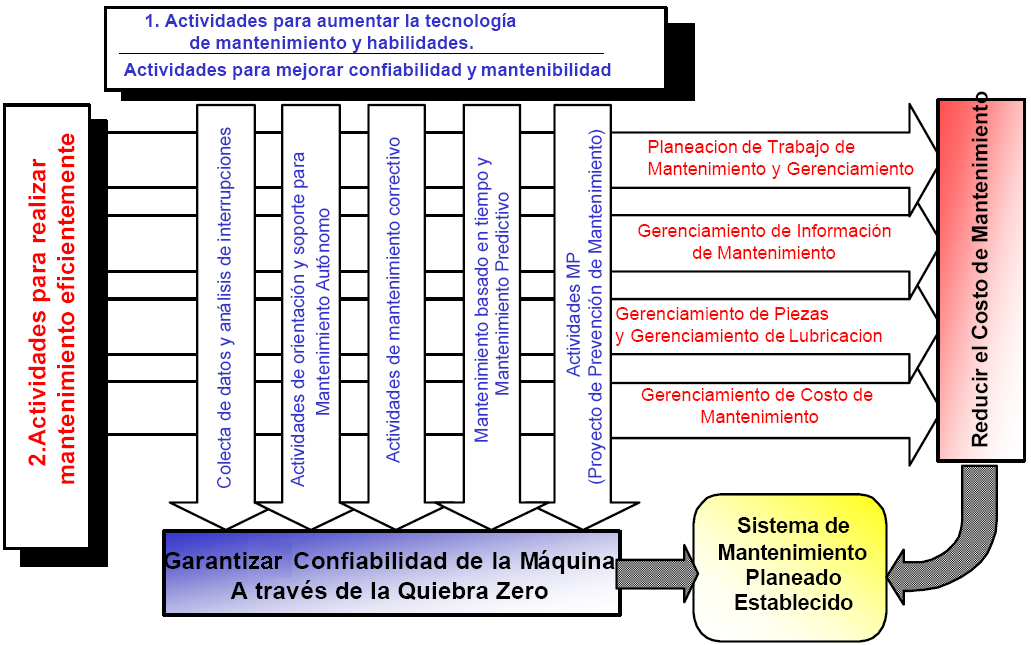 1. Actividades para aumentar la tecnología
de mantenimiento y habilidades.
Actividades para mejorar confiabilidad y mantenibilidad
2.Actividades para realizar
mantenimiento eficientemente
Colecta de datos y análisis de interrupciones
Actividades de orientación y soporte para
Mantenimiento Autónomo
Actividades de mantenimiento correctivo
Mantenimiento basado en tiempo y
Mantenimiento Predictivo
Actividades MP
(Proyecto de Prevención de Mantenimiento)
Planeacion de Trabajo de
Mantenimiento y Gerenciamiento
Gerenciamiento de Información
de Mantenimiento
Gerenciamiento de Piezas
y Gerenciamiento de Lubricacion
Gerenciamiento de Costo de
Mantenimiento
Reducir el Costo de Mantenimiento
Garantizar Confiabilidad de la Máquina
A través de la Quiebra Zero
Sistema de
Mantenimiento
Planeado
Establecido